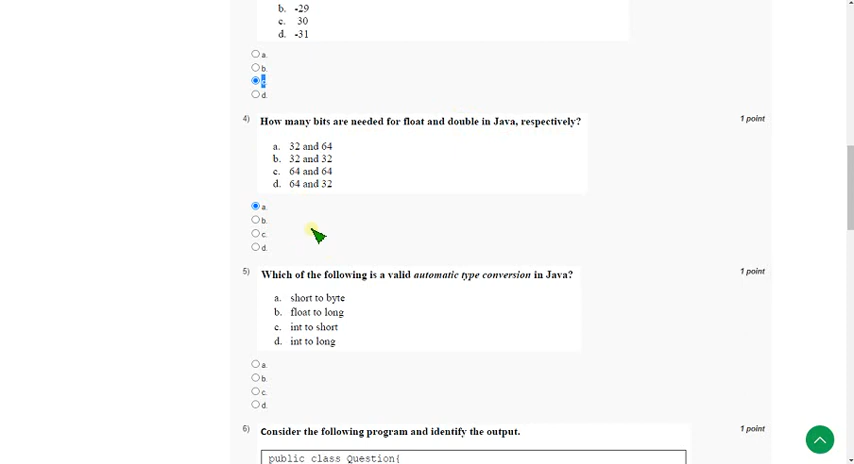 b. -29
c. 30
d. -31
a.
b.
c.
d.
4) How many bits are needed for float and double in Java, respectively? 1 point
a. 32 and 64
b. 32 and 32
c. 64 and 64
d. 64 and 32
a.
b.
c.
d.
5) Which of the following is a valid automatic type conversion in Java? 1 point
a. short to byte
b. float to long
c. int to short
d. int to long
a.
b.
c.
d.
6) Consider the following program and identify the output. 1 point
public class Question{